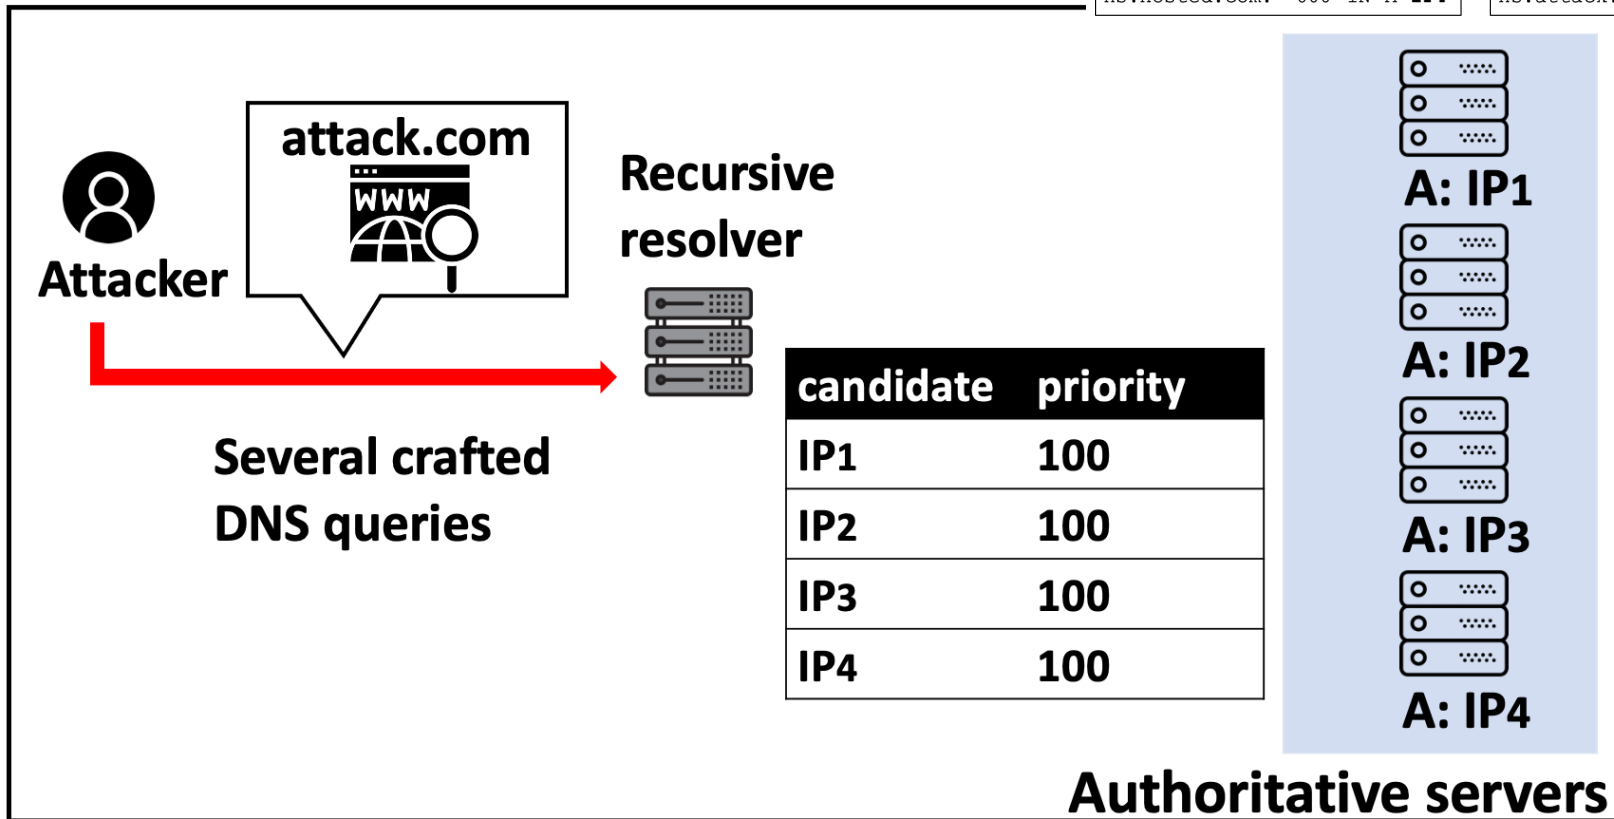 attack.com
WWW
Attacker
Recursive
resolver
Several crafted
DNS queries
candidate priority
IP1 100
IP2 100
IP3 100
IP4 100
A: IP1
A: IP2
A: IP3
A: IP4
Authoritative servers